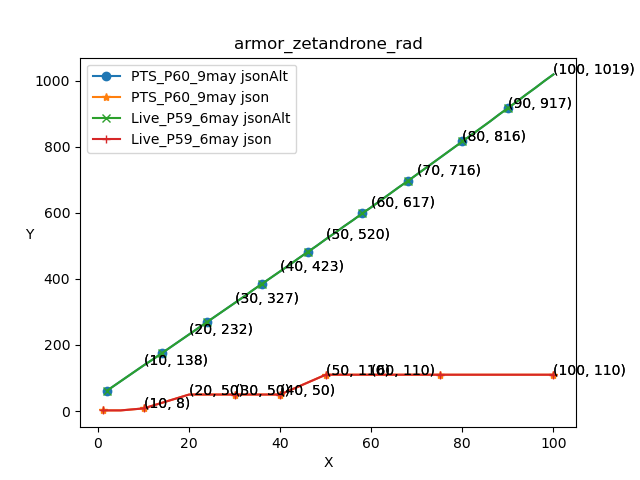 armor_zetandrone_rad
PTS_P60_9may jsonAlt
PTS_P60_9may json
Live_P59_6may jsonAlt
Live_P59_6may json
(100, 1019)
(90, 917)
(80, 816)
(70, 716)
(60, 617)
(50, 520)
(40, 423)
(30, 327)
(20, 232)
(10, 138)
(10, 8)
(20, 50)
(30, 50)
(40, 50)
(50, 110)
(60, 110)
(100, 110)
1000
800
600
400
200
0
Y
0 20 40 60 80 100
X